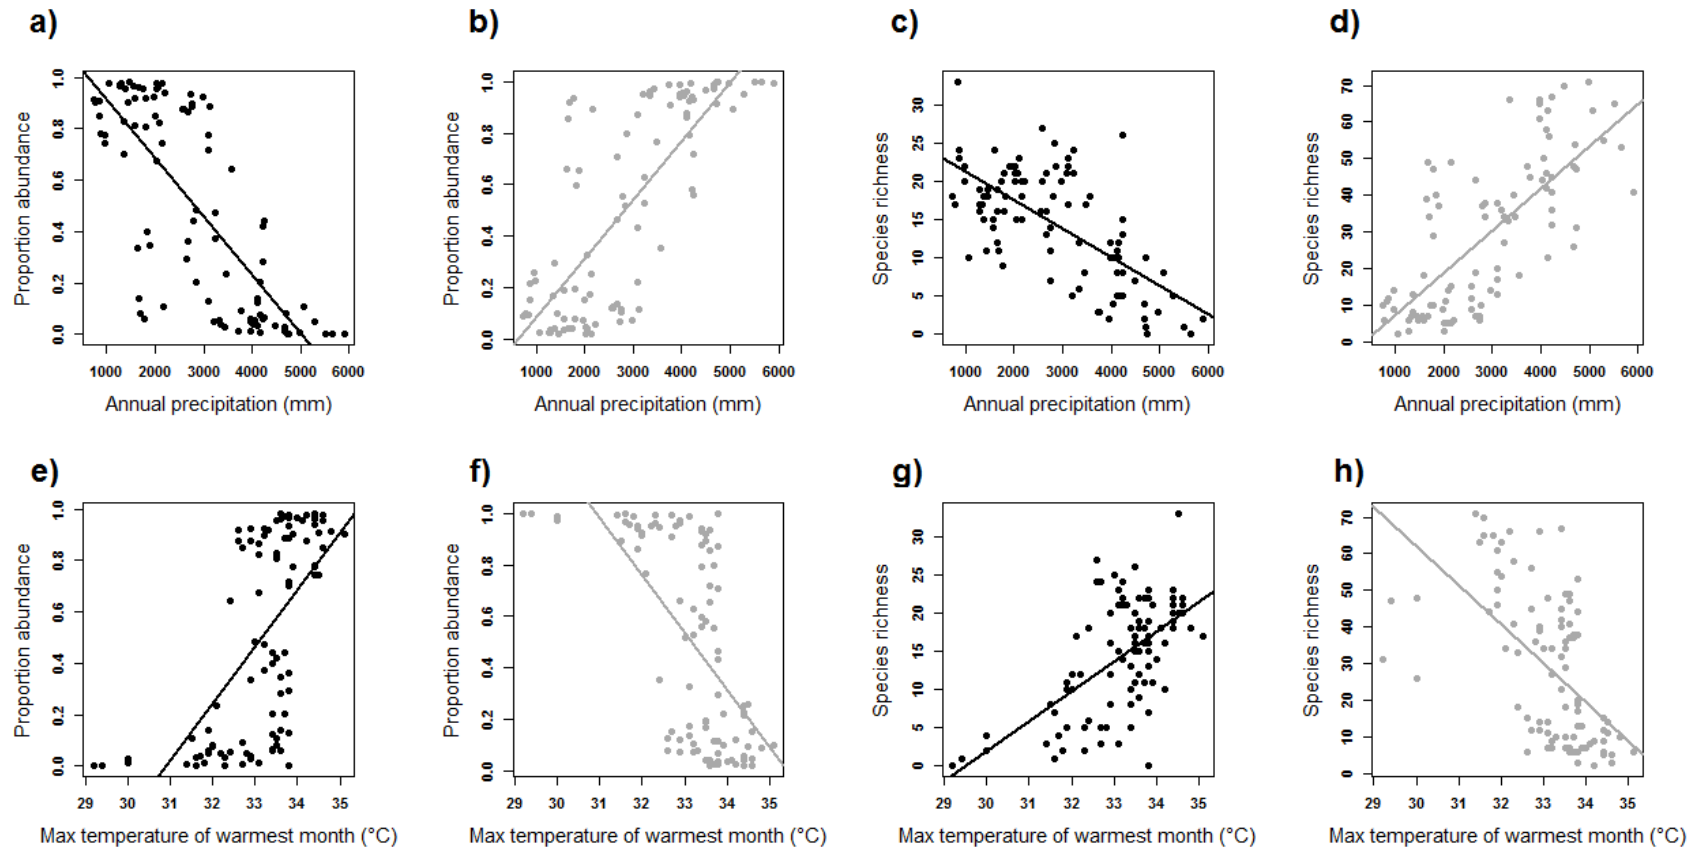 a)
b)
c)
d)
Proportion abundance
0.0 0.2 0.4 0.6 0.8 1.0
1000 2000 3000 4000 5000 6000
Annual precipitation (mm)
Proportion abundance
0.0 0.2 0.4 0.6 0.8 1.0
1000 2000 3000 4000 5000 6000
Annual precipitation (mm)
Species richness
0 5 10 15 20 25 30
1000 2000 3000 4000 5000 6000
Annual precipitation (mm)
Species richness
0 10 20 30 40 50 60 70
1000 2000 3000 4000 5000 6000
Annual precipitation (mm)
e)
f)
g)
h)
Proportion abundance
0.0 0.2 0.4 0.6 0.8 1.0
29 30 31 32 33 34 35
Max temperature of warmest month (°C)
Proportion abundance
0.0 0.2 0.4 0.6 0.8 1.0
29 30 31 32 33 34 35
Max temperature of warmest month (°C)
Species richness
0 5 10 15 20 25 30
29 30 31 32 33 34 35
Max temperature of warmest month (°C)
Species richness
0 10 20 30 40 50 60 70
29 30 31 32 33 34 35
Max temperature of warmest month (°C)